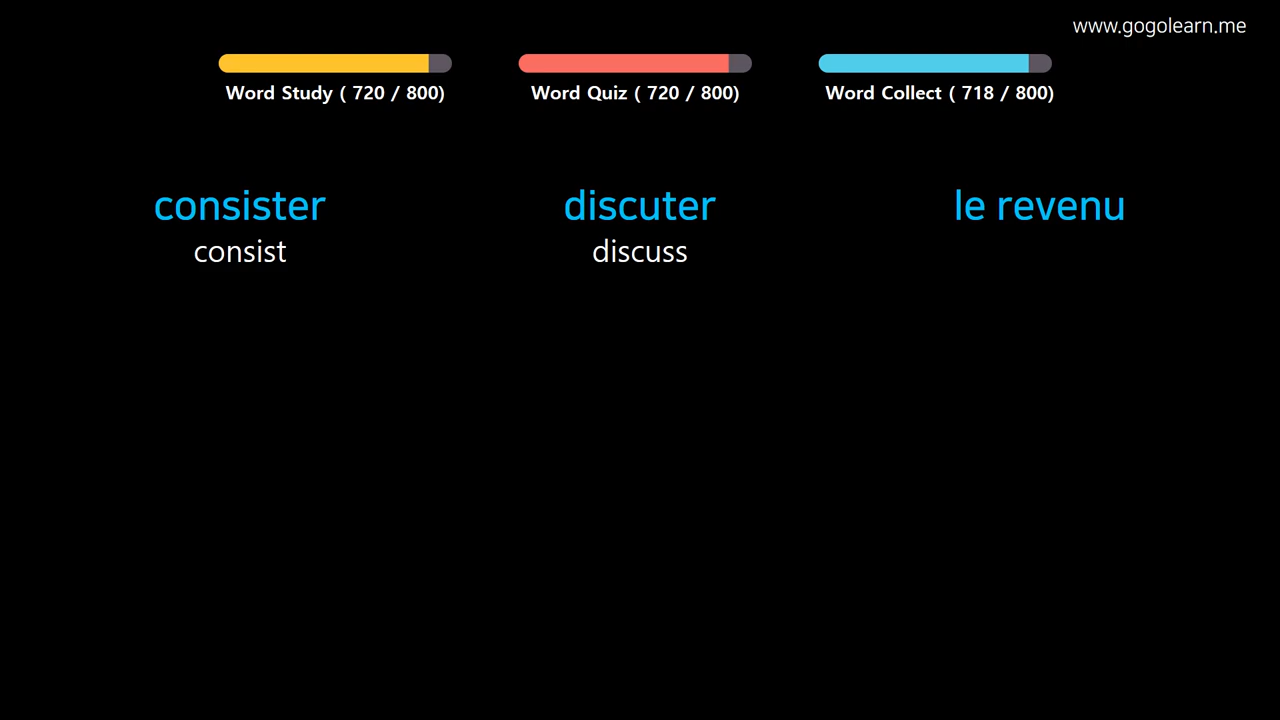 www.gogolearn.me
Word Study ( 720 / 800)
Word Quiz ( 720 / 800)
Word Collect ( 718 / 800)
consister
discuter
le revenu
consist
discuss